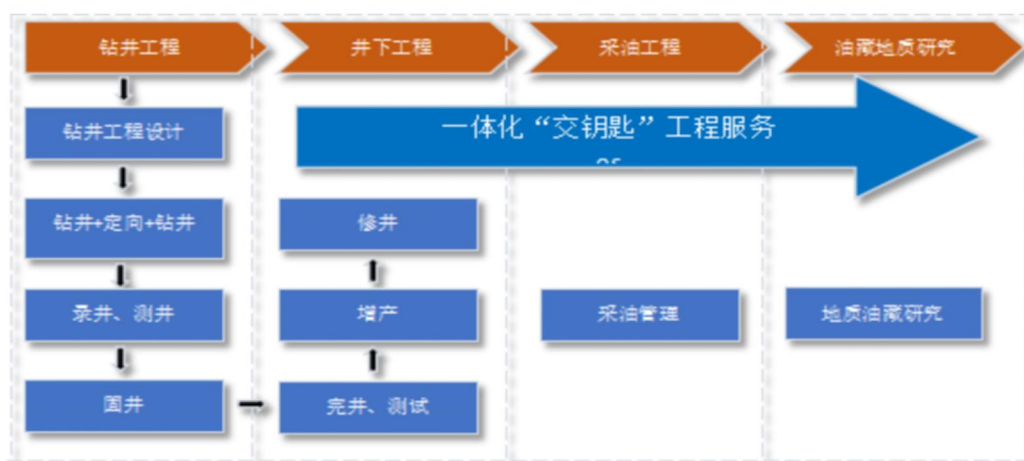 钻井工程
井下工程
采油工程
油藏地质研究
钻井工程设计
一体化“交钥匙”工程服务
钻井+定向+钻井
修井
录井、测井
增产
采油管理
地质油藏研究
固井
完井、测试